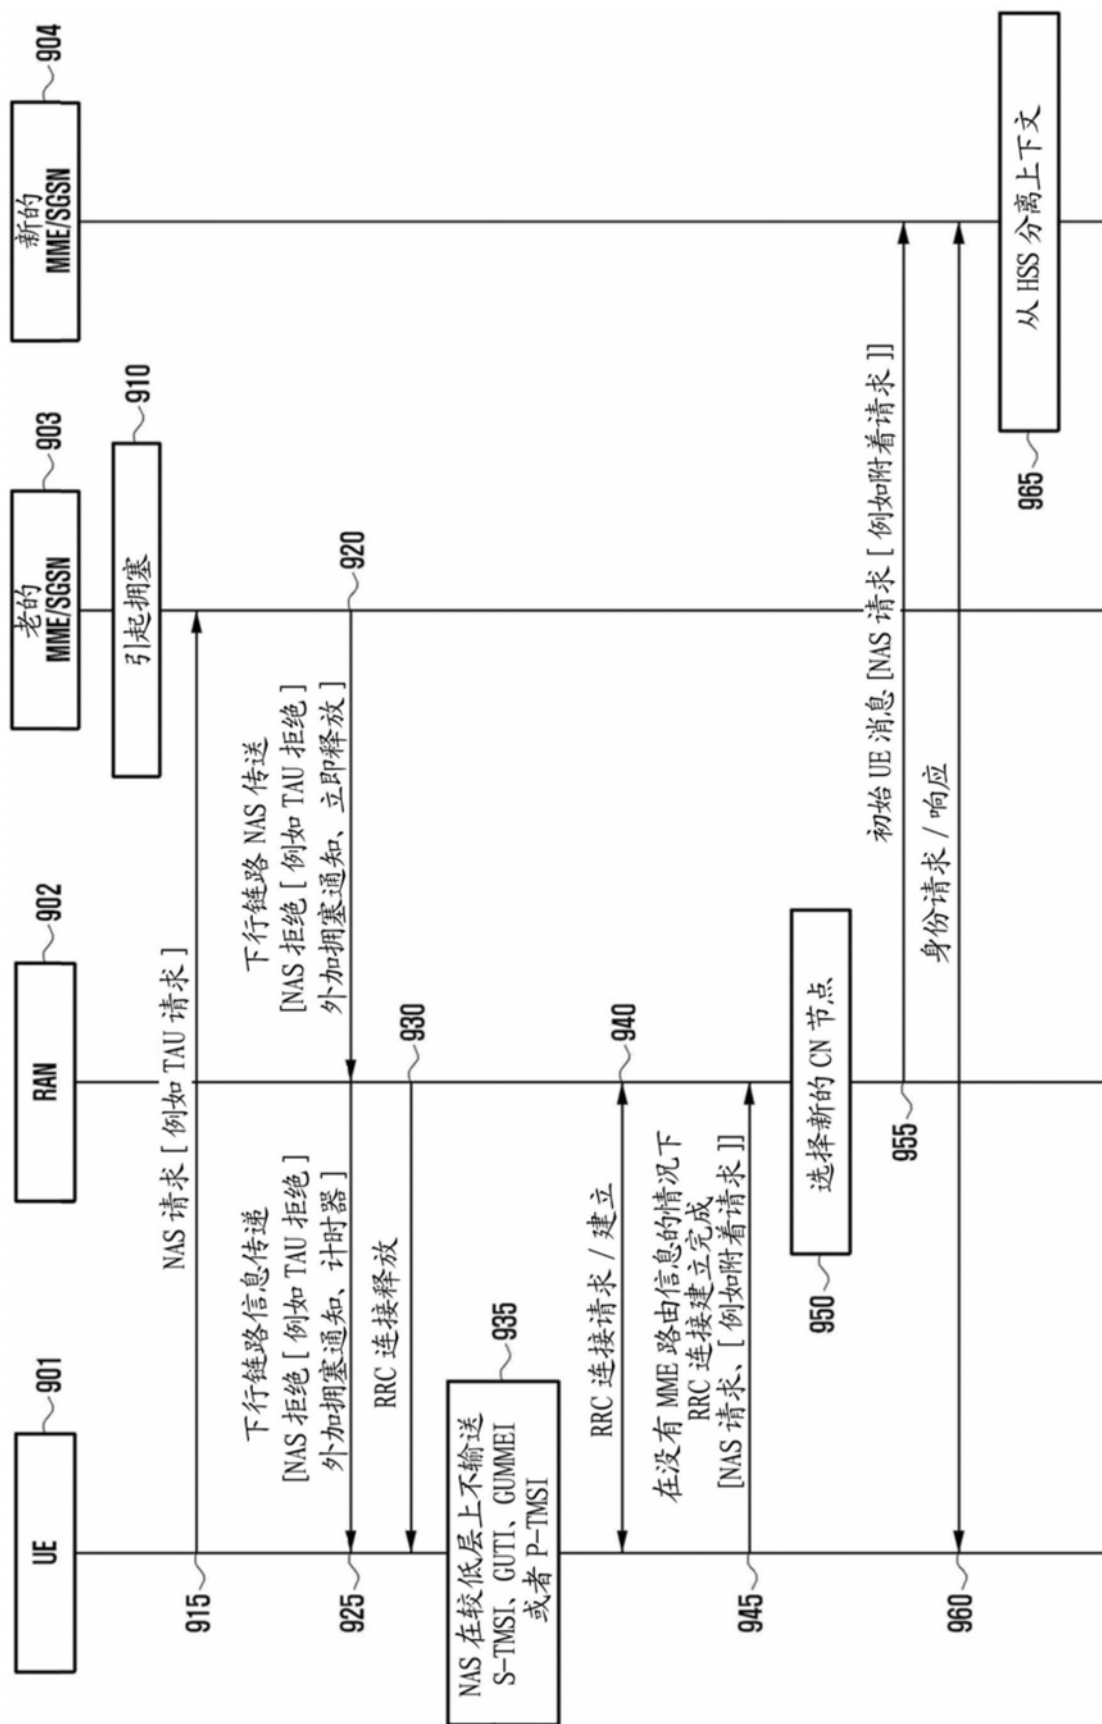 UE
901
RAN
902
老的
MME/SGSN
903
新的
MME/SGSN
904
引起拥塞
910
NAS 请求 [ 例如 TAU 请求 ]
915
下行链路 NAS 传送
[NAS 拒绝 [ 例如 TAU 拒绝 ]
外加拥塞通知、立即释放 ]
920
下行链路信息传递
[NAS 拒绝 [ 例如 TAU 拒绝 ]
外加拥塞通知、计时器 ]
925
RRC 连接释放
930
NAS 在较低层上不输送
S-TMSI、GUTI、GUMMEI
或者 P-TMSI
935
RRC 连接请求 / 建立
940
在没有 MME 路由信息的情况下
RRC 连接建立完成
[NAS 请求、[ 例如附着请求 ]]
945
选择新的 CN 节点
950
初始 UE 消息 [NAS 请求 [ 例如附着请求 ]]
955
身份请求 / 响应
960
从 HSS 分离上下文
965